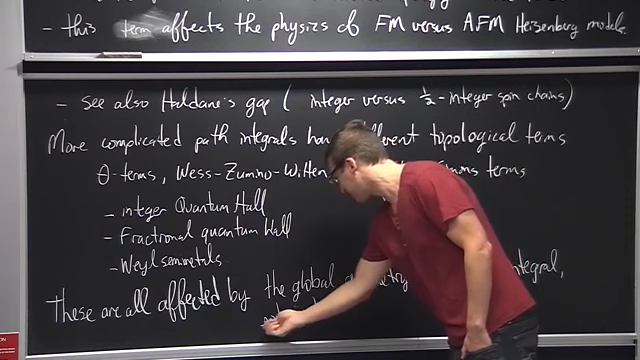 - this term affects the physics of FM versus AFM Heisenberg models.
- See also Haldane's gap ( integer versus 1/2-integer spin chains)
More complicated path integrals have different topological terms
θ-terms, Wess-Zumino-Witten terms
- integer Quantum Hall
- Fractional quantum Hall
- Weyl semimetals
These are all affected by the global integral,